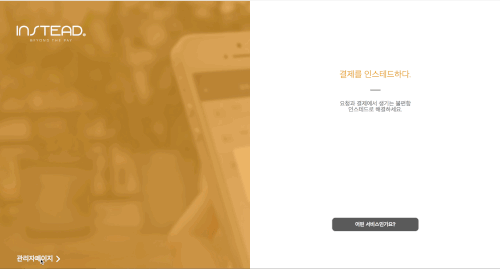 INSTEAD.
BEYOND THE PAY
관리자페이지
결제를 인스테드하다.
요청과 결제에서 생기는 불편함
인스테드로 해결하세요.
어떤 서비스인가요?